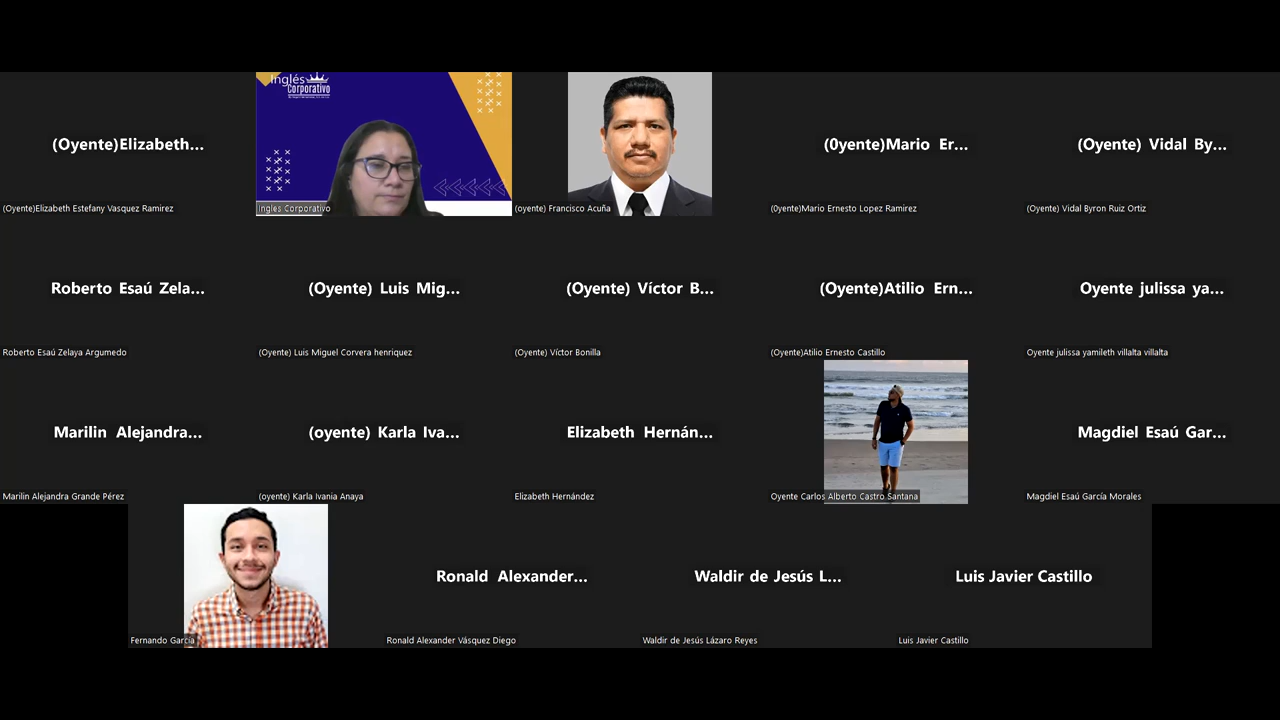 (Oyente)Elizabeth...
(Oyente)Elizabeth Estefany Vasquez Ramirez
Inglés
Corporativo
Ingles Corporativo
(oyente) Francisco Acuña
(0yente)Mario Er...
(0yente)Mario Ernesto Lopez Ramirez
(Oyente) Vidal By...
(Oyente) Vidal Byron Ruiz Ortiz
Roberto Esaú Zela...
Roberto Esaú Zelaya Argumedo
(Oyente) Luis Mig...
(Oyente) Luis Miguel Corvera henriquez
(Oyente) Víctor B...
(Oyente) Víctor Bonilla
(Oyente)Atilio Ern...
(Oyente)Atilio Ernesto Castillo
Oyente julissa ya...
Oyente julissa yamileth villalta villalta
Marilin Alejandra...
Marilin Alejandra Grande Pérez
(oyente) Karla Iva...
(oyente) Karla Ivania Anaya
Elizabeth Hernán...
Elizabeth Hernández
Oyente Carlos Alberto Castro Santana
Magdiel Esaú Gar...
Magdiel Esaú García Morales
Fernando García
Ronald Alexander...
Ronald Alexander Vásquez Diego
Waldir de Jesús L...
Waldir de Jesús Lázaro Reyes
Luis Javier Castillo
Luis Javier Castillo